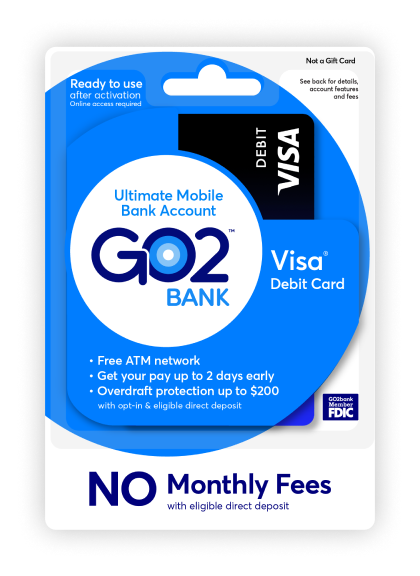 Not a Gift Card
Ready to use
after activation
Online access required
See back for details,
account features
and fees
DEBIT
VISA
Ultimate Mobile
Bank Account
GO2™
BANK
Visa®
Debit Card
• Free ATM network
• Get your pay up to 2 days early
• Overdraft protection up to $200
with opt-in & eligible direct deposit
GO2bank
Member
FDIC
NO Monthly Fees
with eligible direct deposit